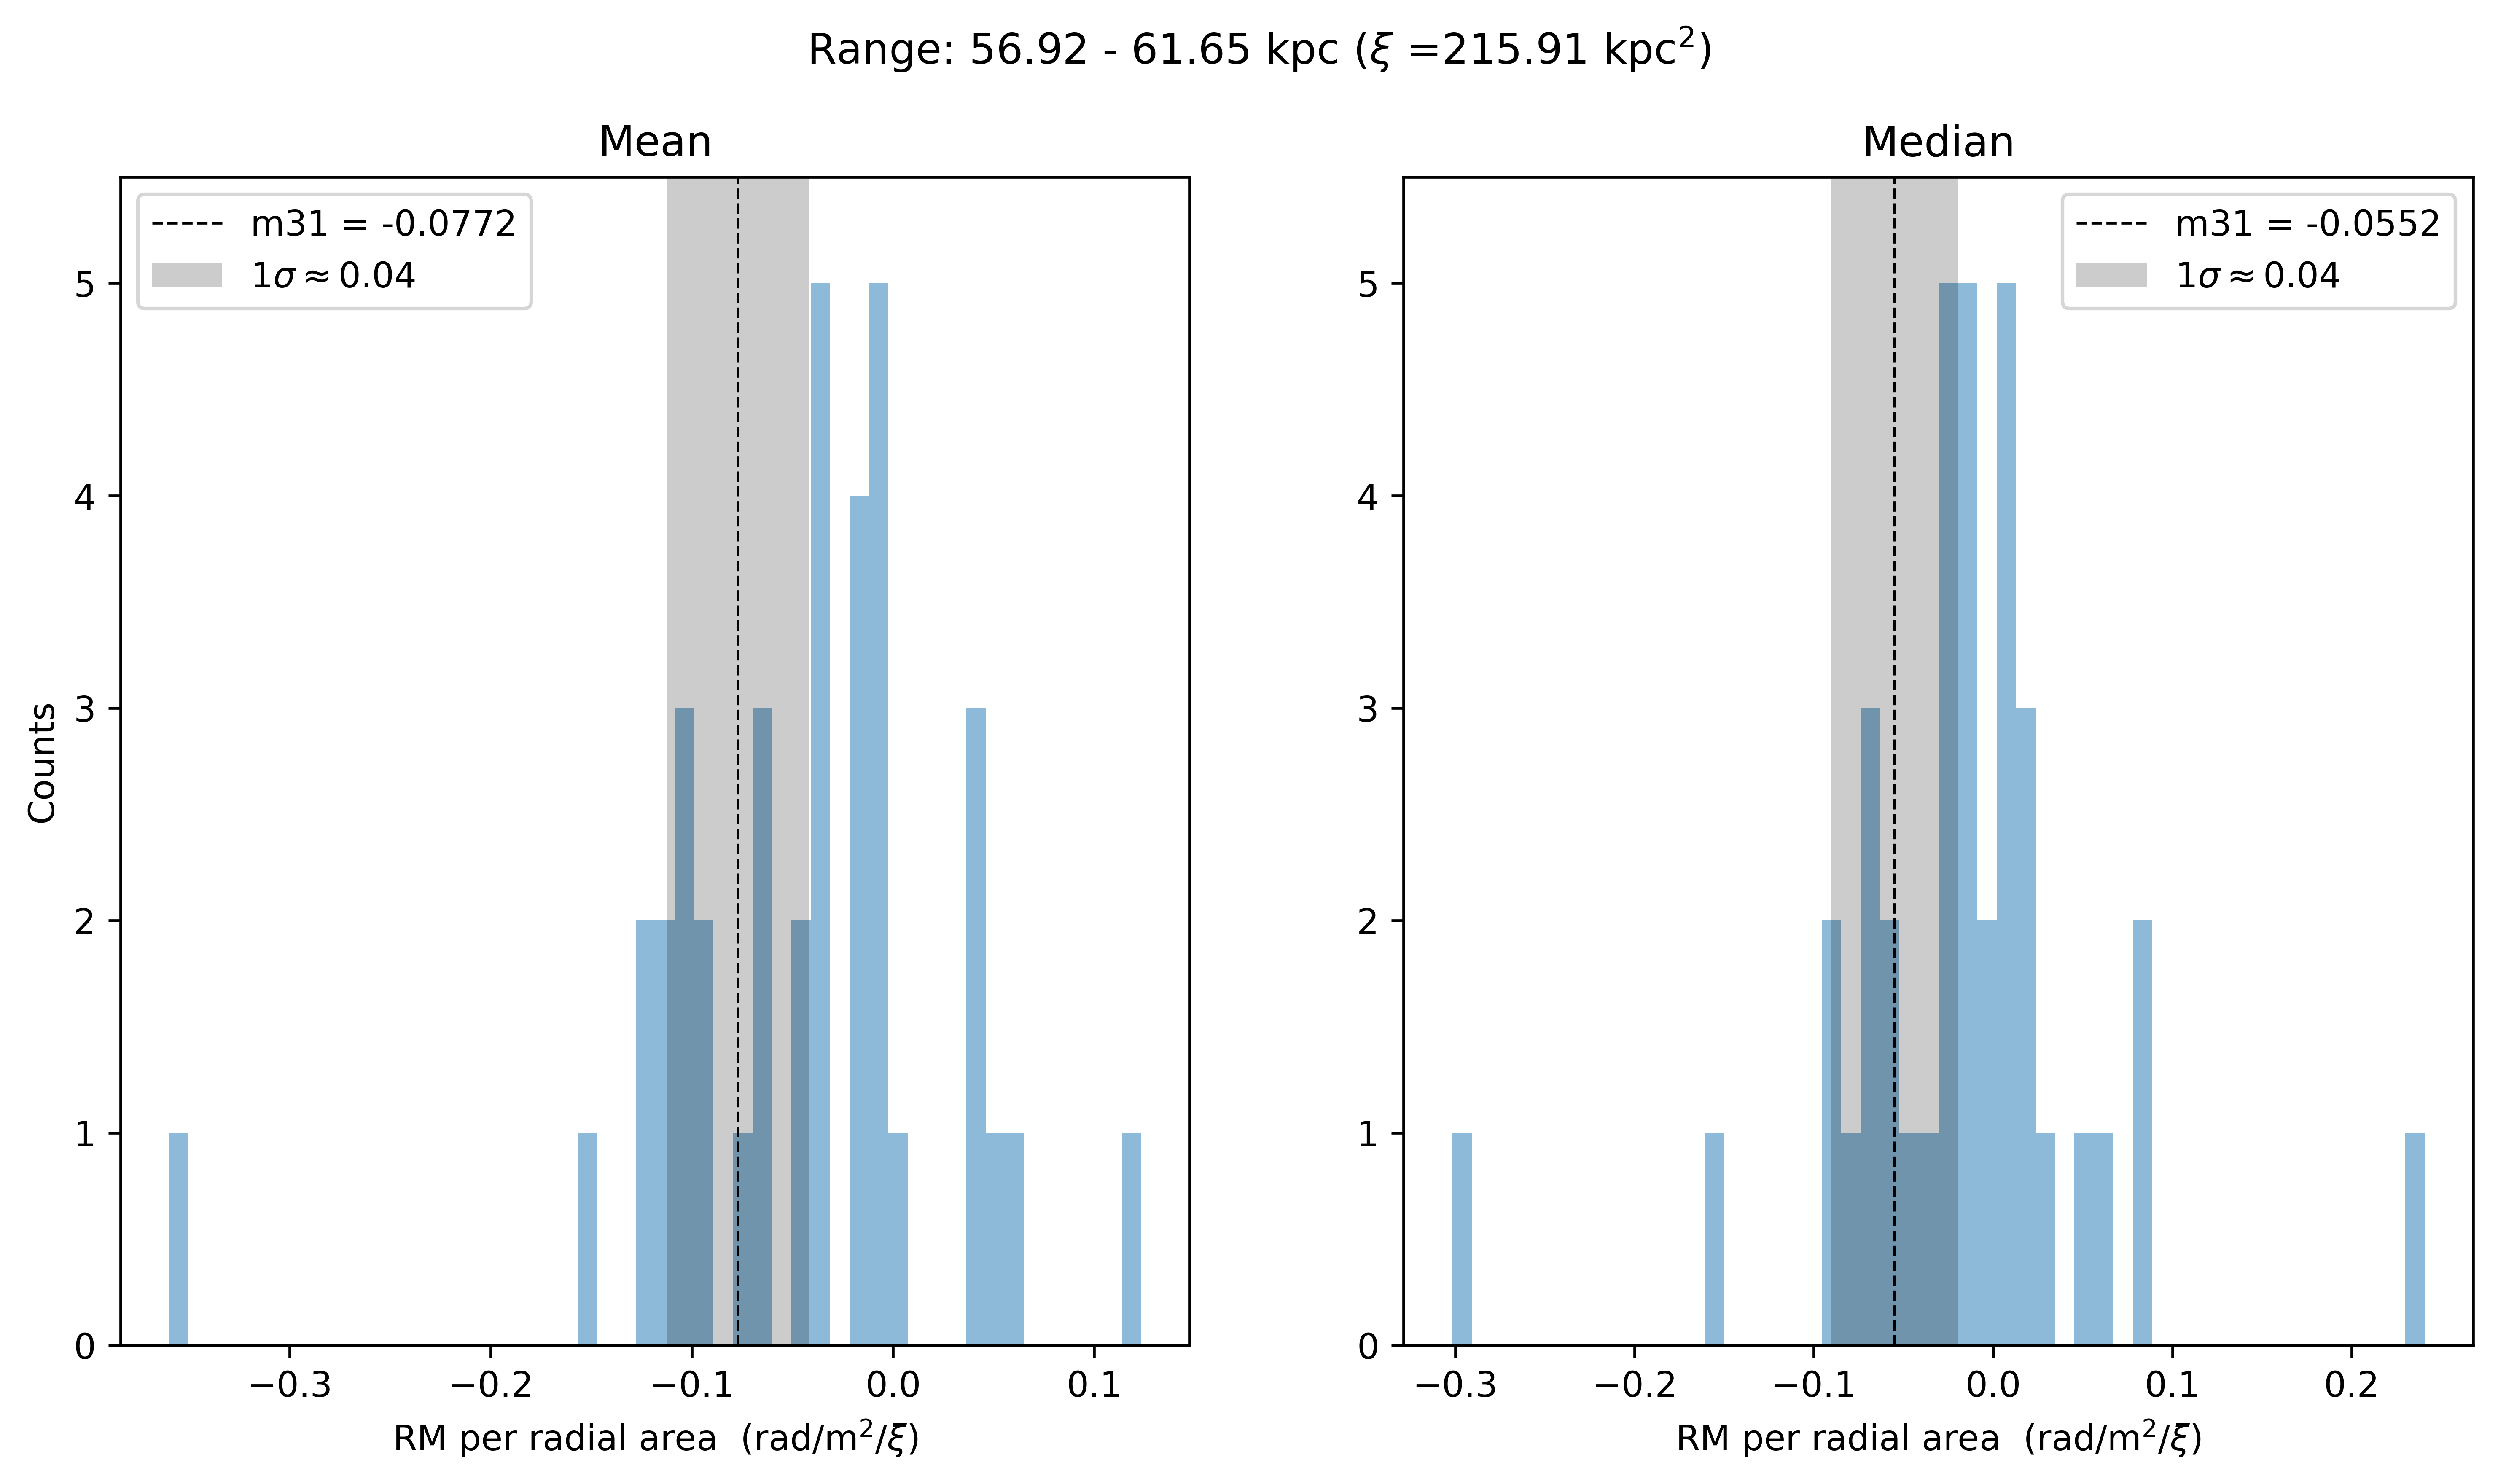 Range: 56.92 - 61.65 kpc (ξ =215.91 kpc²)
Mean
m31 = -0.0772
1σ ≈ 0.04
5
4
3
2
1
0
Counts
−0.3 −0.2 −0.1 0.0 0.1
RM per radial area (rad/m²/ξ)
Median
m31 = -0.0552
1σ ≈ 0.04
5
4
3
2
1
0
−0.3 −0.2 −0.1 0.0 0.1 0.2
RM per radial area (rad/m²/ξ)